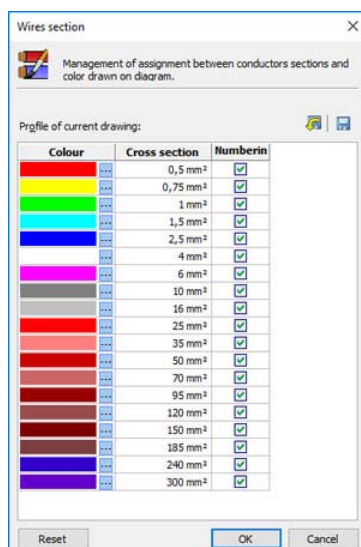 Wires section
Management of assignment between conductors sections and
color drawn on diagram.
Profile of current drawing:
Colour Cross section Numberin
0,5 mm²
0,75 mm²
1 mm²
1,5 mm²
2,5 mm²
4 mm²
6 mm²
10 mm²
16 mm²
25 mm²
35 mm²
50 mm²
70 mm²
95 mm²
120 mm²
150 mm²
185 mm²
240 mm²
300 mm²
Reset OK Cancel